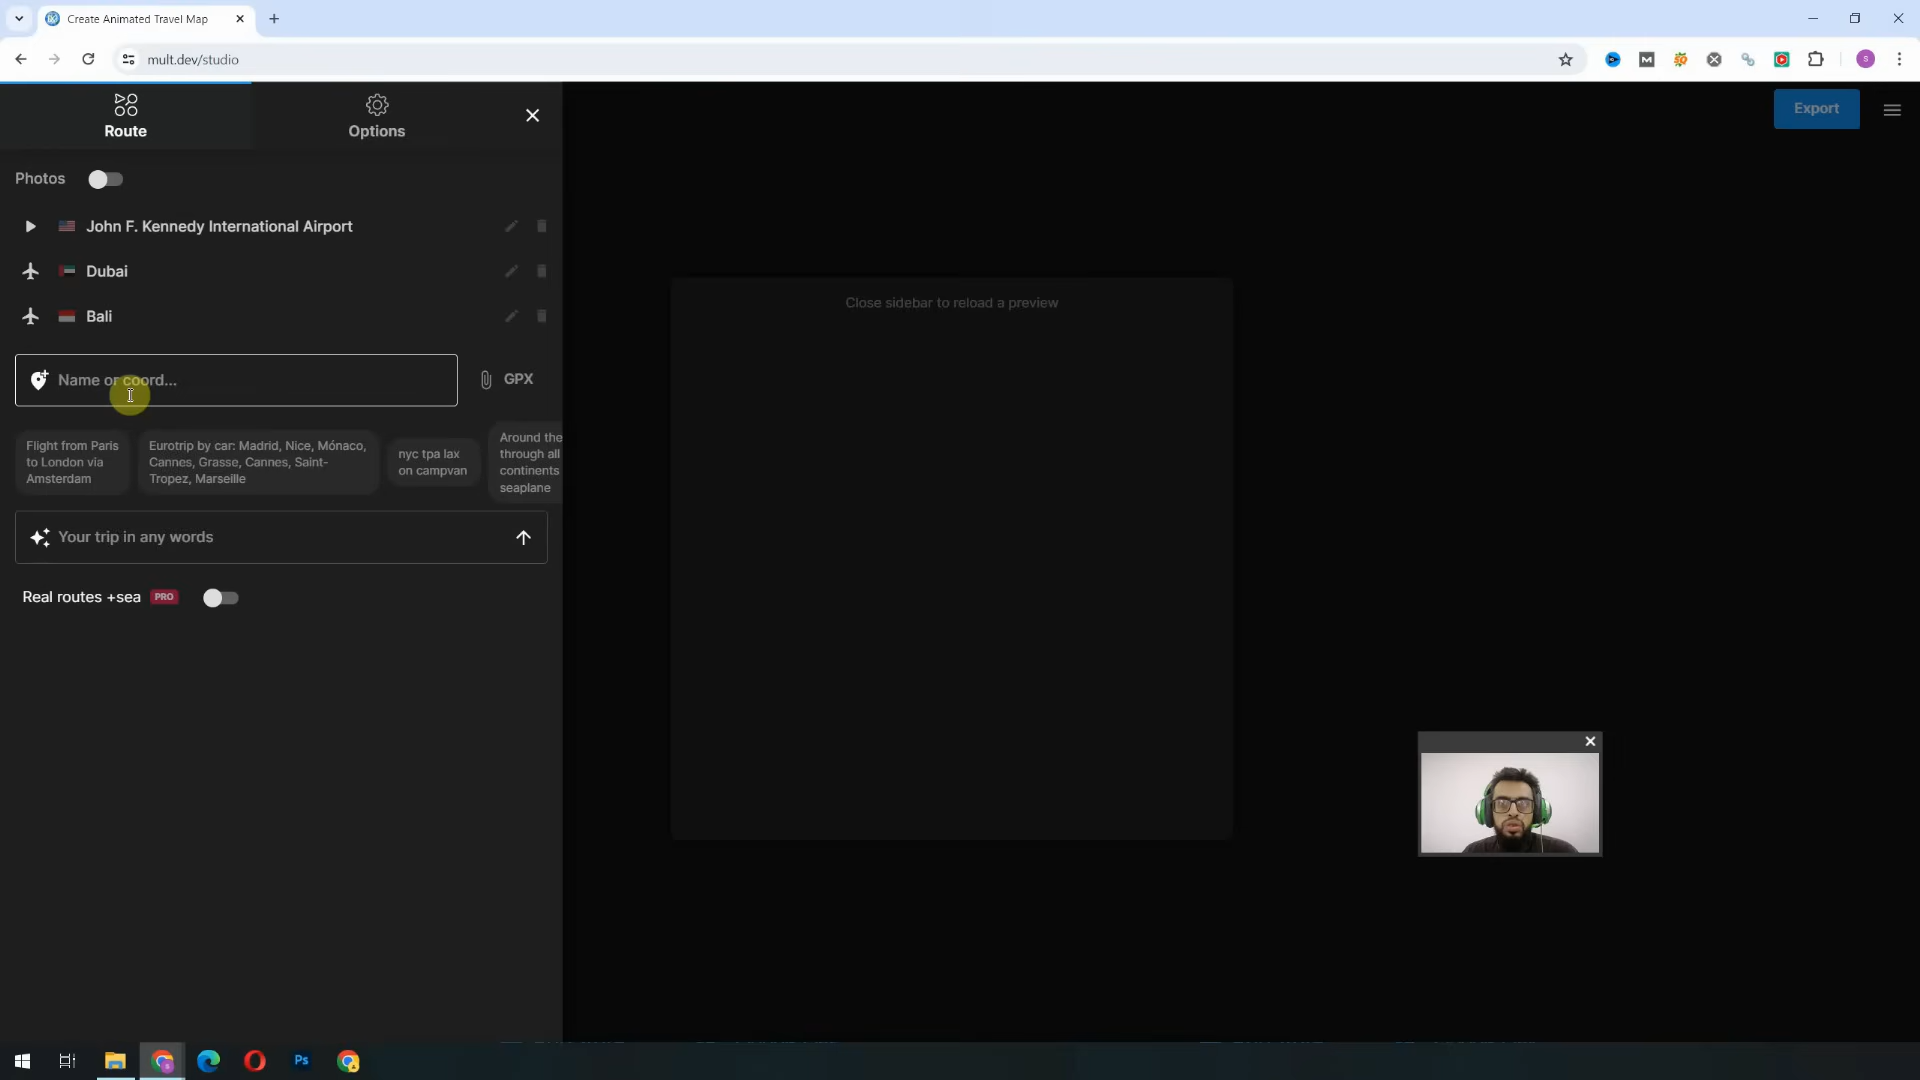 Create Animated Travel Map
mult.dev/studio
Route
Options
Export
Photos
John F. Kennedy International Airport
Dubai
Bali
Close sidebar to reload a preview
Name or coord...
GPX
Flight from Paris
to London via
Amsterdam
Eurotrip by car: Madrid, Nice, Mónaco,
Cannes, Grasse, Cannes, Saint-
Tropez, Marseille
nyc tpa lax
on campvan
Around the
through all
continents
seaplane
Your trip in any words
Real routes +sea PRO